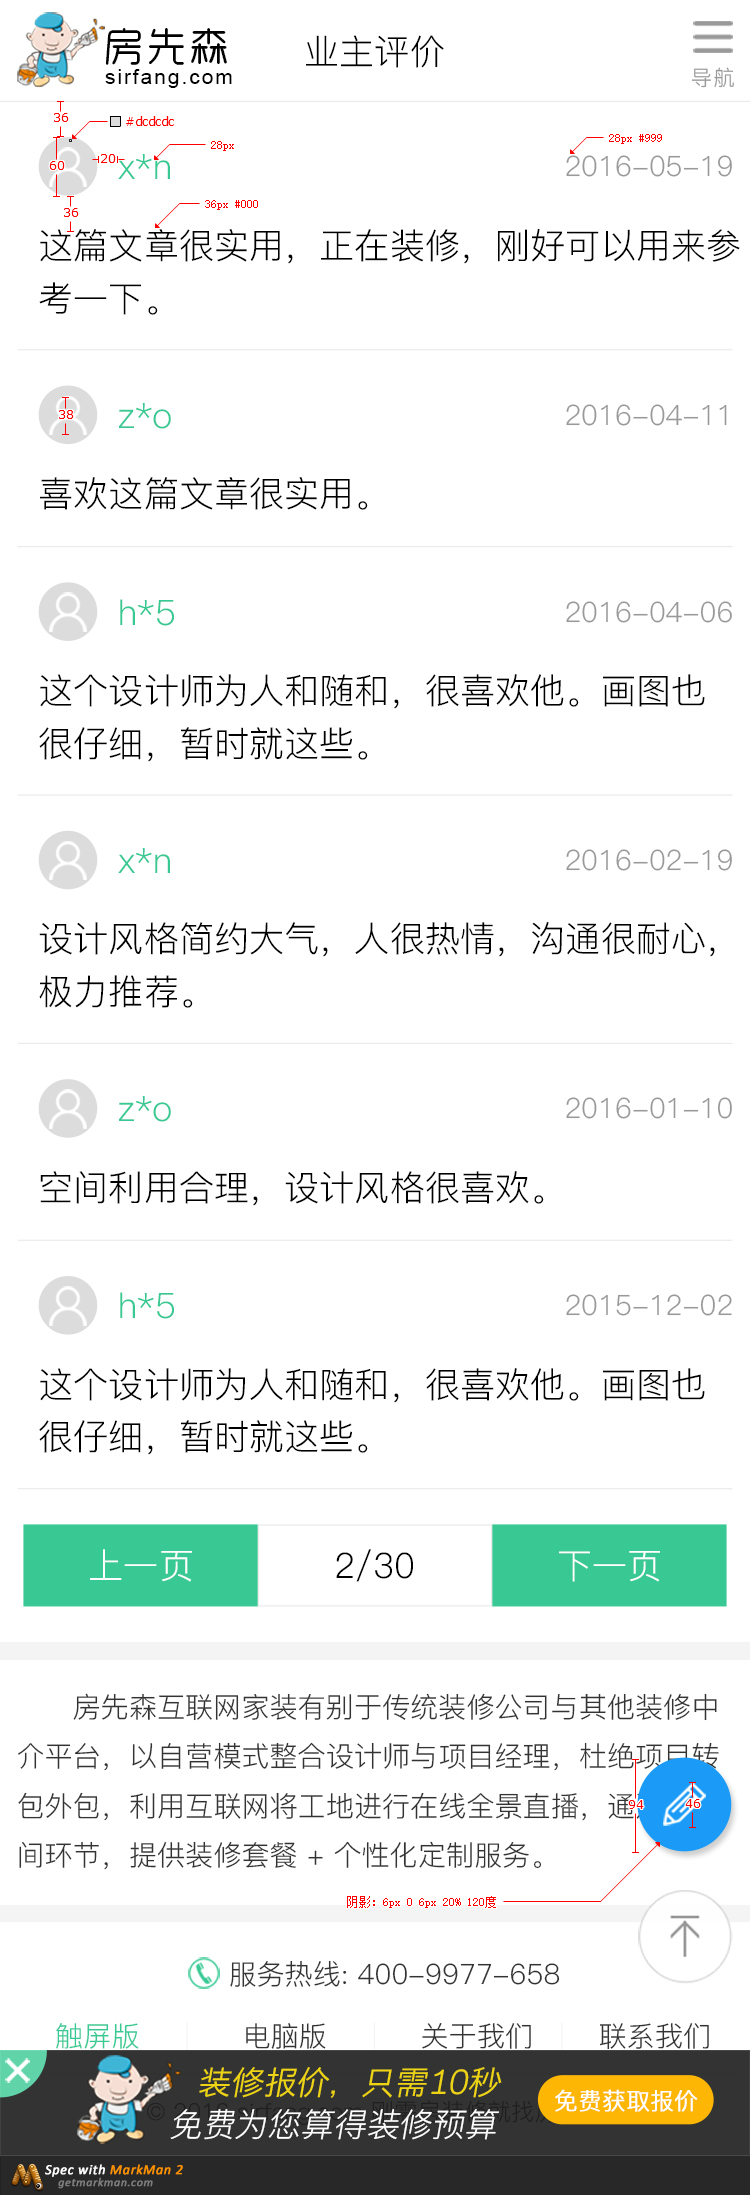 房先森
sirfang.com
业主评价
导航
36
#dcdcdc
60
20
28px
x*n
28px #999
2016-05-19
36
36px #000
这篇文章很实用，正在装修，刚好可以用来参
考一下。
38
z*o
2016-04-11
喜欢这篇文章很实用。
h*5
2016-04-06
这个设计师为人和随和，很喜欢他。画图也
很仔细，暂时就这些。
x*n
2016-02-19
设计风格简约大气，人很热情，沟通很耐心，
极力推荐。
z*o
2016-01-10
空间利用合理，设计风格很喜欢。
h*5
2015-12-02
这个设计师为人和随和，很喜欢他。画图也
很仔细，暂时就这些。
上一页
2/30
下一页
房先森互联网家装有别于传统装修公司与其他装修中
介平台，以自营模式整合设计师与项目经理，杜绝项目转
包外包，利用互联网将工地进行在线全景直播，通
94
46
间环节，提供装修套餐 + 个性化定制服务。
阴影: 6px 0 6px 20% 120度
服务热线: 400-9977-658
触屏版
电脑版
关于我们
联系我们
装修报价，只需10秒
免费为您算得装修预算
免费获取报价
Spec with MarkMan 2
getmarkman.com